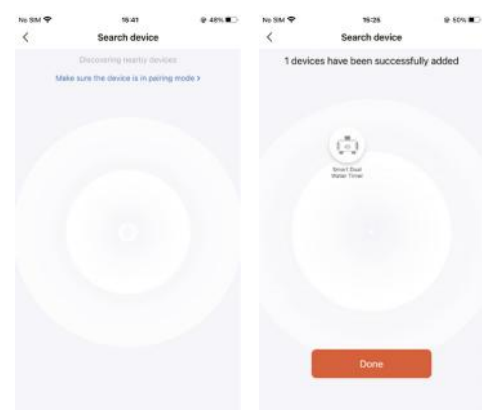 No SIM 15:41 @ 48%
Search device
Discovering nearby devices
Make sure the device is in pairing mode >
No SIM 15:25 @ 50%
Search device
1 devices have been successfully added
Smart Dual
Water Timer
Done